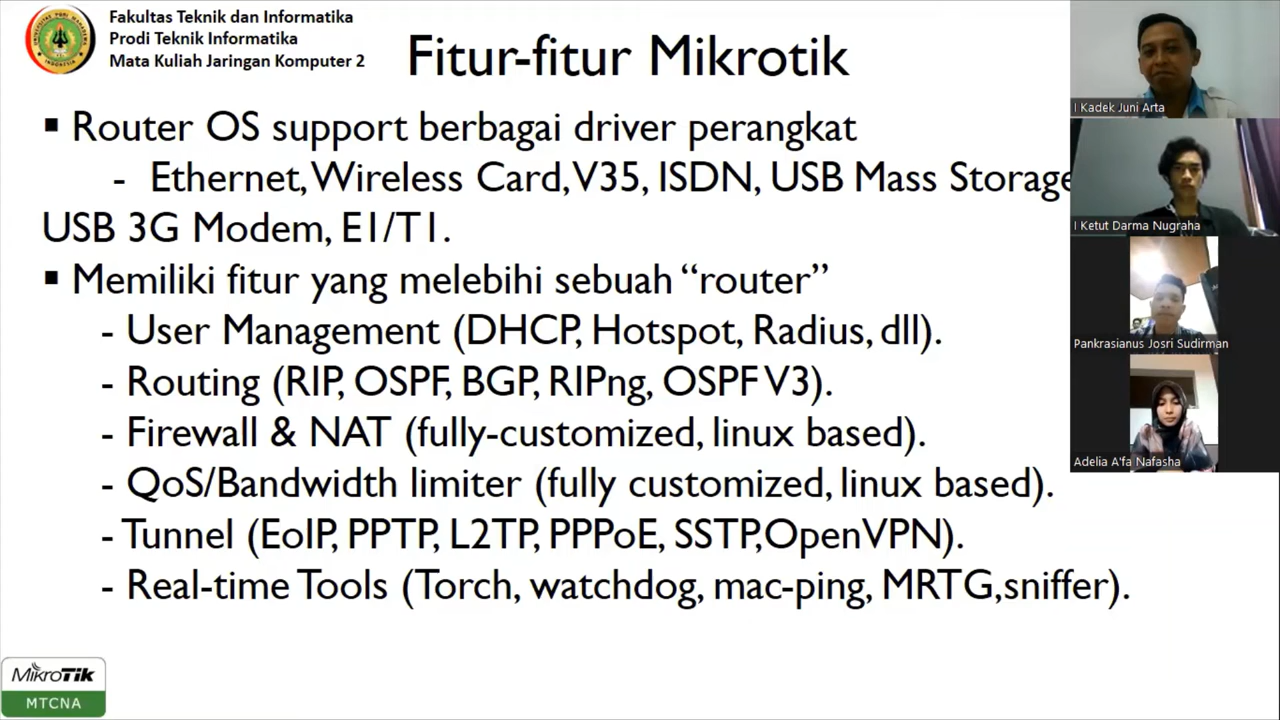 Fakultas Teknik dan Informatika
Prodi Teknik Informatika
Mata Kuliah Jaringan Komputer 2
Fitur-fitur Mikrotik
▪ Router OS support berbagai driver perangkat
- Ethernet, Wireless Card, V35, ISDN, USB Mass Storage
USB 3G Modem, E1/T1.
▪ Memiliki fitur yang melebihi sebuah “router”
- User Management (DHCP, Hotspot, Radius, dll).
- Routing (RIP, OSPF, BGP, RIPng, OSPF V3).
- Firewall & NAT (fully-customized, linux based).
- QoS/Bandwidth limiter (fully customized, linux based).
- Tunnel (EoIP, PPTP, L2TP, PPPoE, SSTP,OpenVPN).
- Real-time Tools (Torch, watchdog, mac-ping, MRTG,sniffer).
MikroTik
MTCNA
I Kadek Juni Arta
I Ketut Darma Nugraha
Pankrasianus Josri Sudirman
Adelia A'fa Nafasha